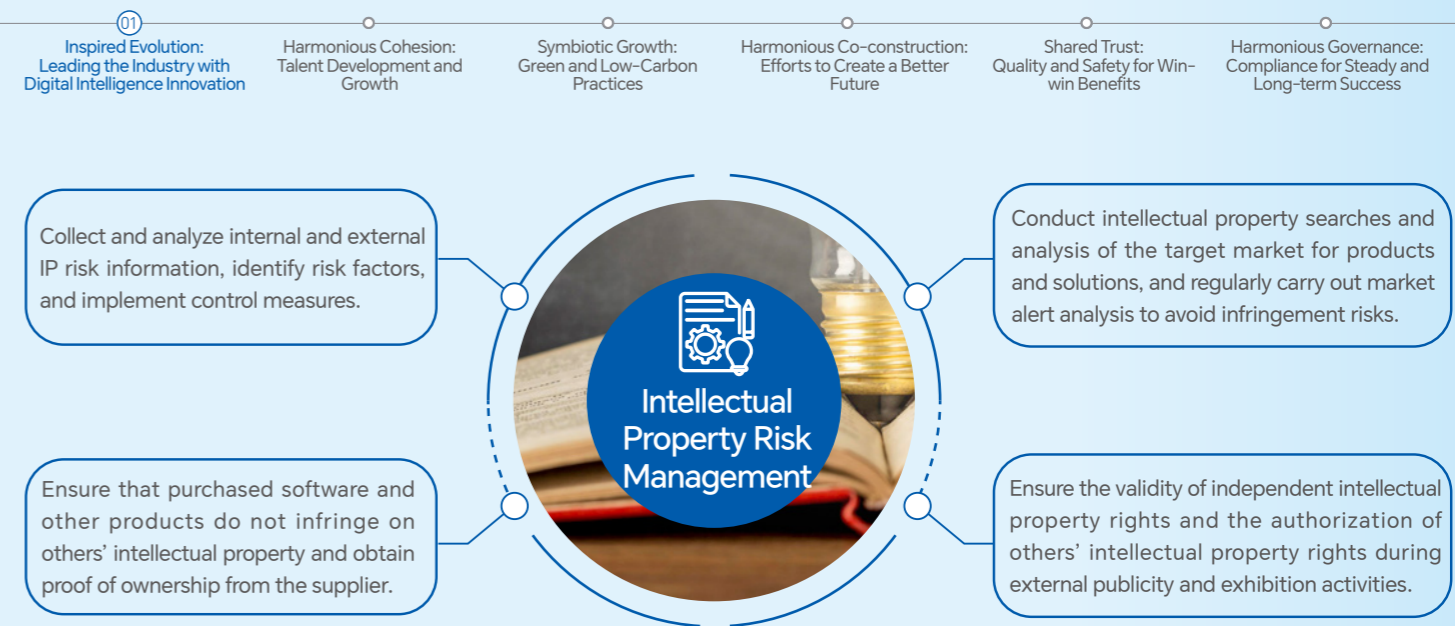 01
Inspired Evolution:
Leading the Industry with
Digital Intelligence Innovation
Harmonious Cohesion:
Talent Development and
Growth
Symbiotic Growth:
Green and Low-Carbon
Practices
Harmonious Co-construction:
Efforts to Create a Better
Future
Shared Trust:
Quality and Safety for Win-
win Benefits
Harmonious Governance:
Compliance for Steady and
Long-term Success
Collect and analyze internal and external
IP risk information, identify risk factors,
and implement control measures.
Conduct intellectual property searches and
analysis of the target market for products
and solutions, and regularly carry out market
alert analysis to avoid infringement risks.
Intellectual
Property Risk
Management
Ensure that purchased software and
other products do not infringe on
others’ intellectual property and obtain
proof of ownership from the supplier.
Ensure the validity of independent intellectual
property rights and the authorization of
others’ intellectual property rights during
external publicity and exhibition activities.